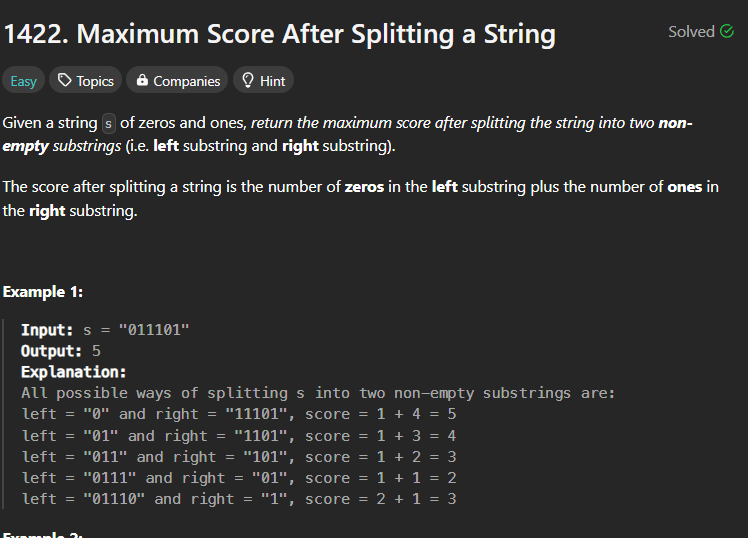 1422. Maximum Score After Splitting a String
Solved
Easy
Topics
Companies
Hint
Given a string s of zeros and ones, return the maximum score after splitting the string into two non-
empty substrings (i.e. left substring and right substring).
The score after splitting a string is the number of zeros in the left substring plus the number of ones in
the right substring.
Example 1:
Input: s = "011101"
Output: 5
Explanation:
All possible ways of splitting s into two non-empty substrings are:
left = "0" and right = "11101", score = 1 + 4 = 5
left = "01" and right = "1101", score = 1 + 3 = 4
left = "011" and right = "101", score = 1 + 2 = 3
left = "0111" and right = "01", score = 1 + 1 = 2
left = "01110" and right = "1", score = 2 + 1 = 3
Example 2: